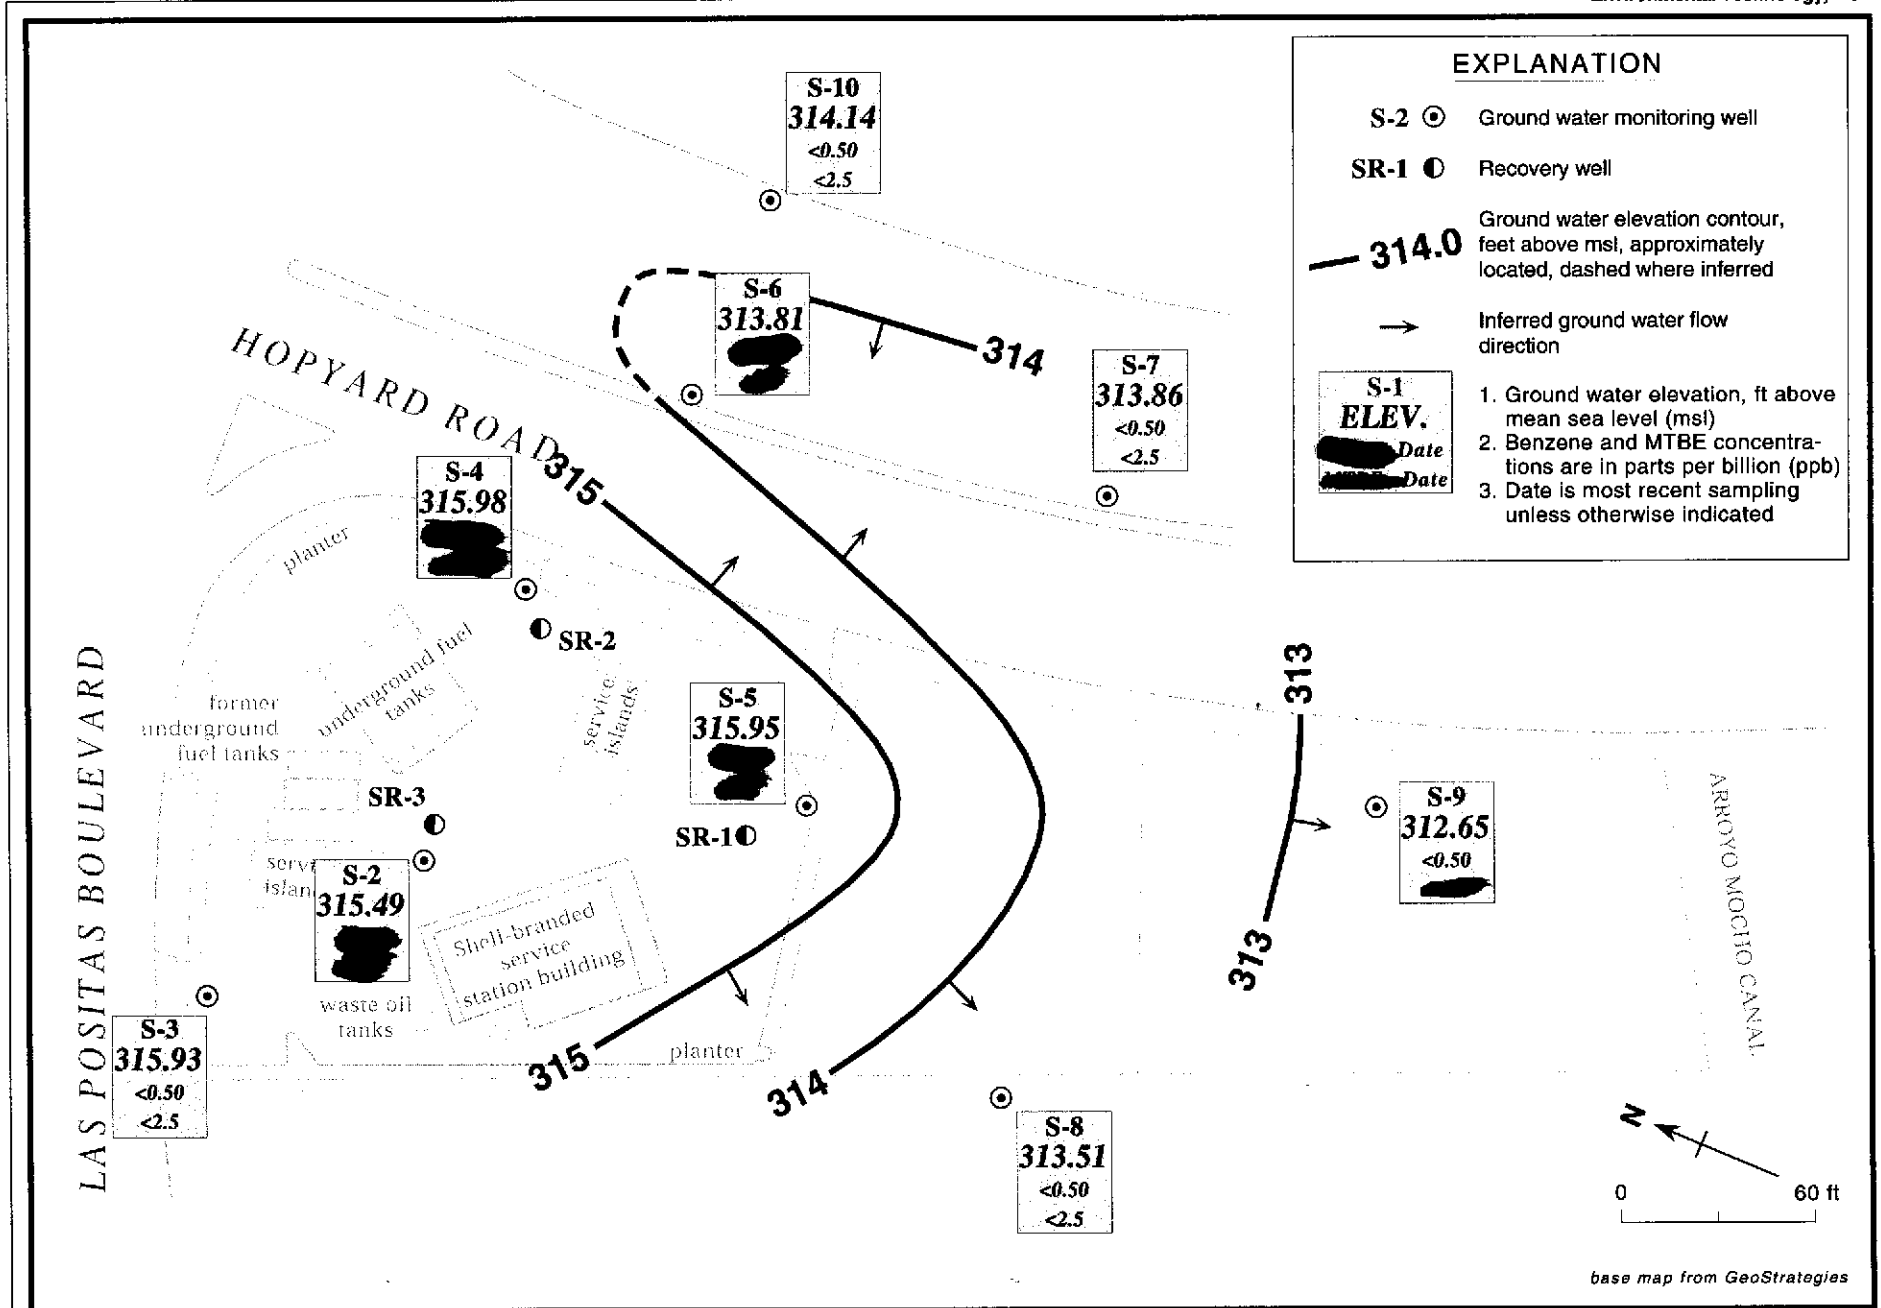 EXPLANATION
S-2 Ground water monitoring well
SR-1 Recovery well
314.0 Ground water elevation contour,
feet above msl, approximately
located, dashed where inferred
Inferred ground water flow
direction
S-1
ELEV.
Date
Date
1. Ground water elevation, ft above
mean sea level (msl)
2. Benzene and MTBE concentra-
tions are in parts per billion (ppb)
3. Date is most recent sampling
unless otherwise indicated
S-10
314.14
<0.50
<2.5
S-6
313.81
314
S-7
313.86
<0.50
<2.5
HOPYARD ROAD
315
S-4
315.98
planter
SR-2
underground fuel
tanks
former
underground
fuel tanks
service
islands
S-5
315.95
SR-1
SR-3
S-2
315.49
Shell-branded
service
station building
waste oil
tanks
LAS POSITAS BOULEVARD
S-3
315.93
<0.50
<2.5
315
planter
314
S-8
313.51
<0.50
<2.5
313
313
S-9
312.65
<0.50
ARROYO MOCHO CANAL
N
0 60 ft
base map from GeoStrategies